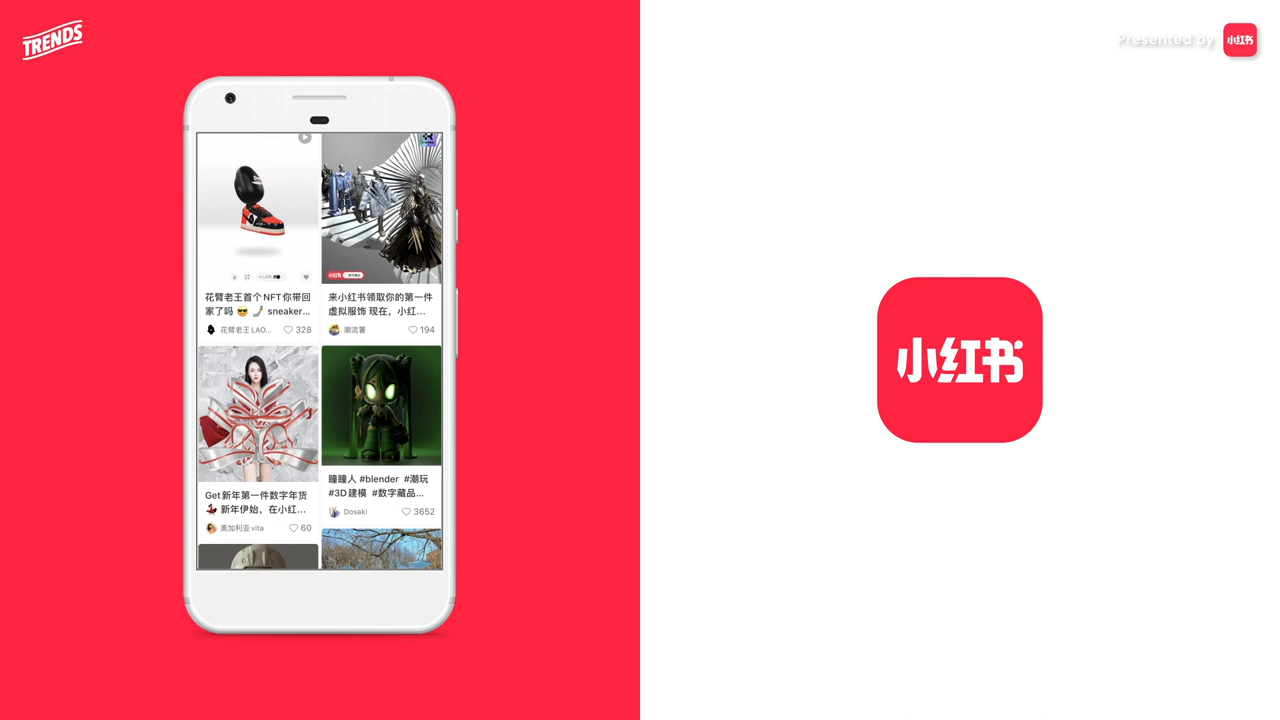 TRENDS
Presented by
小红书
花臂老王首个NFT你带回
家了吗 😎 🤳 sneaker...
花臂老王LAO... 328
来小红书领取你的第一件
虚拟服饰 现在，小红...
潮流薯 194
Get新年第一件数字年货
🧨 新年伊始，在小红...
美加利亚vita 60
瞳瞳人 #blender #潮玩
#3D建模 #数字藏品...
Dosaki 3652
小红书